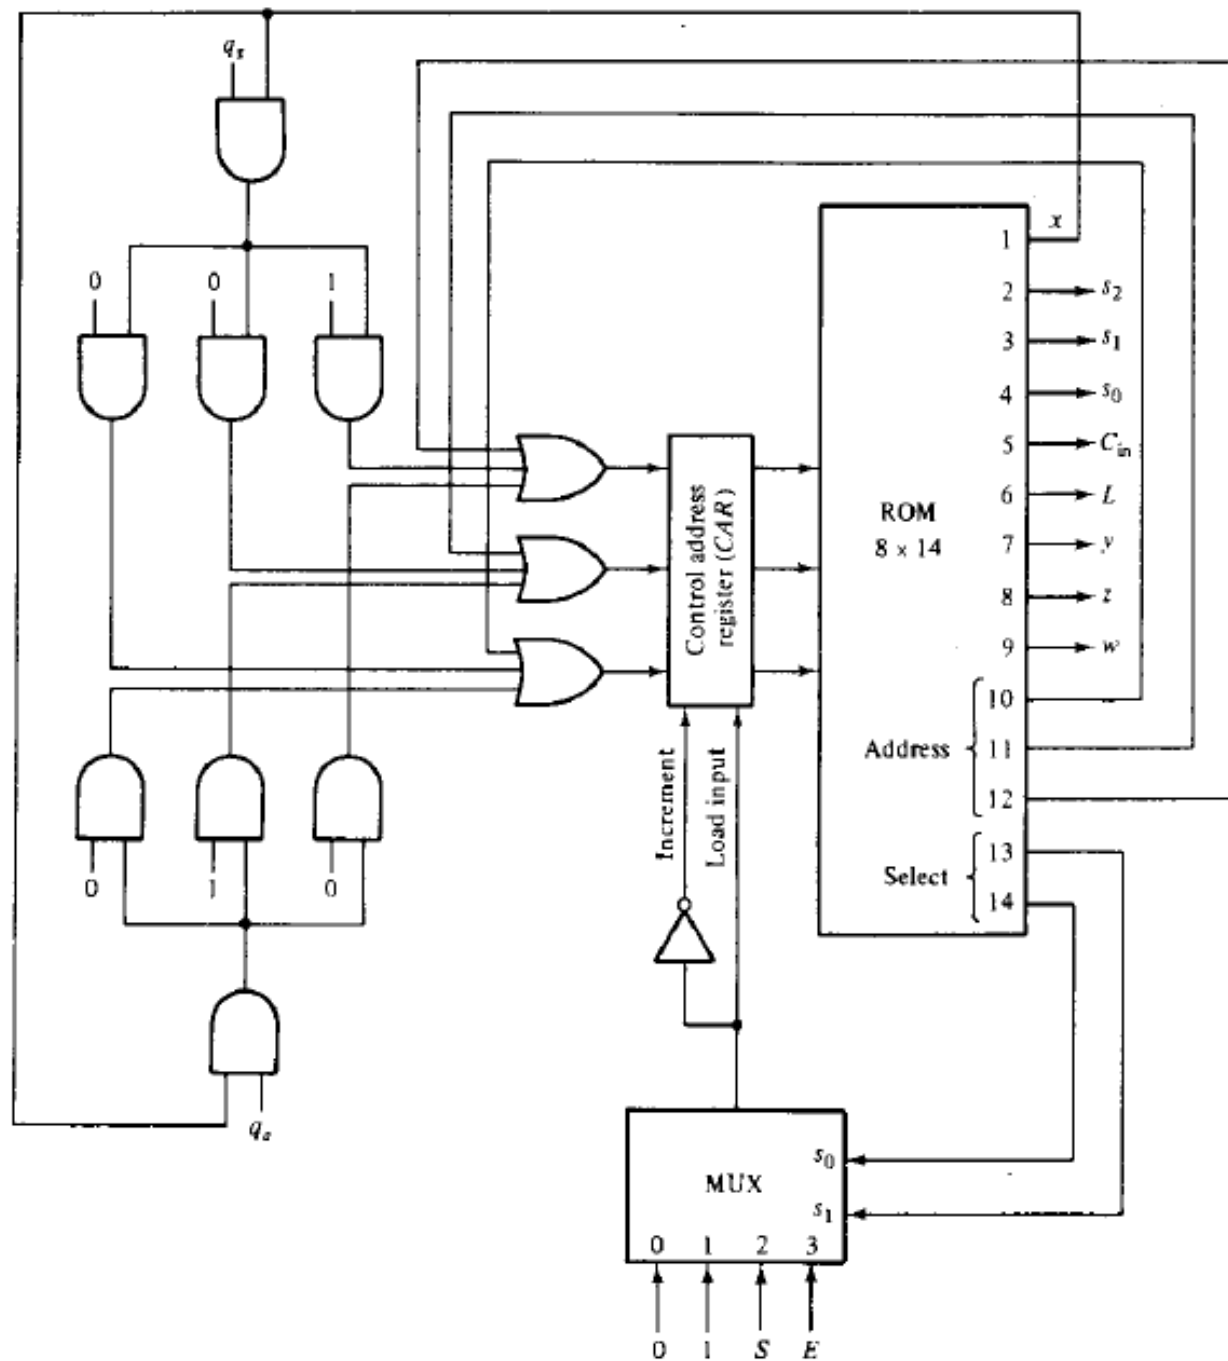 q_s
x
1
2 s_2
3 s_1
4 s_0
5 C_in
6 L
7 y
8 z
9 w
10
11
12
13
14
0 0 1
ROM
8 × 14
Control address
register (CAR)
Address
Select
Increment
Load input
0 1 0
q_a
MUX
s_0
s_1
0 1 2 3
0 1 S E